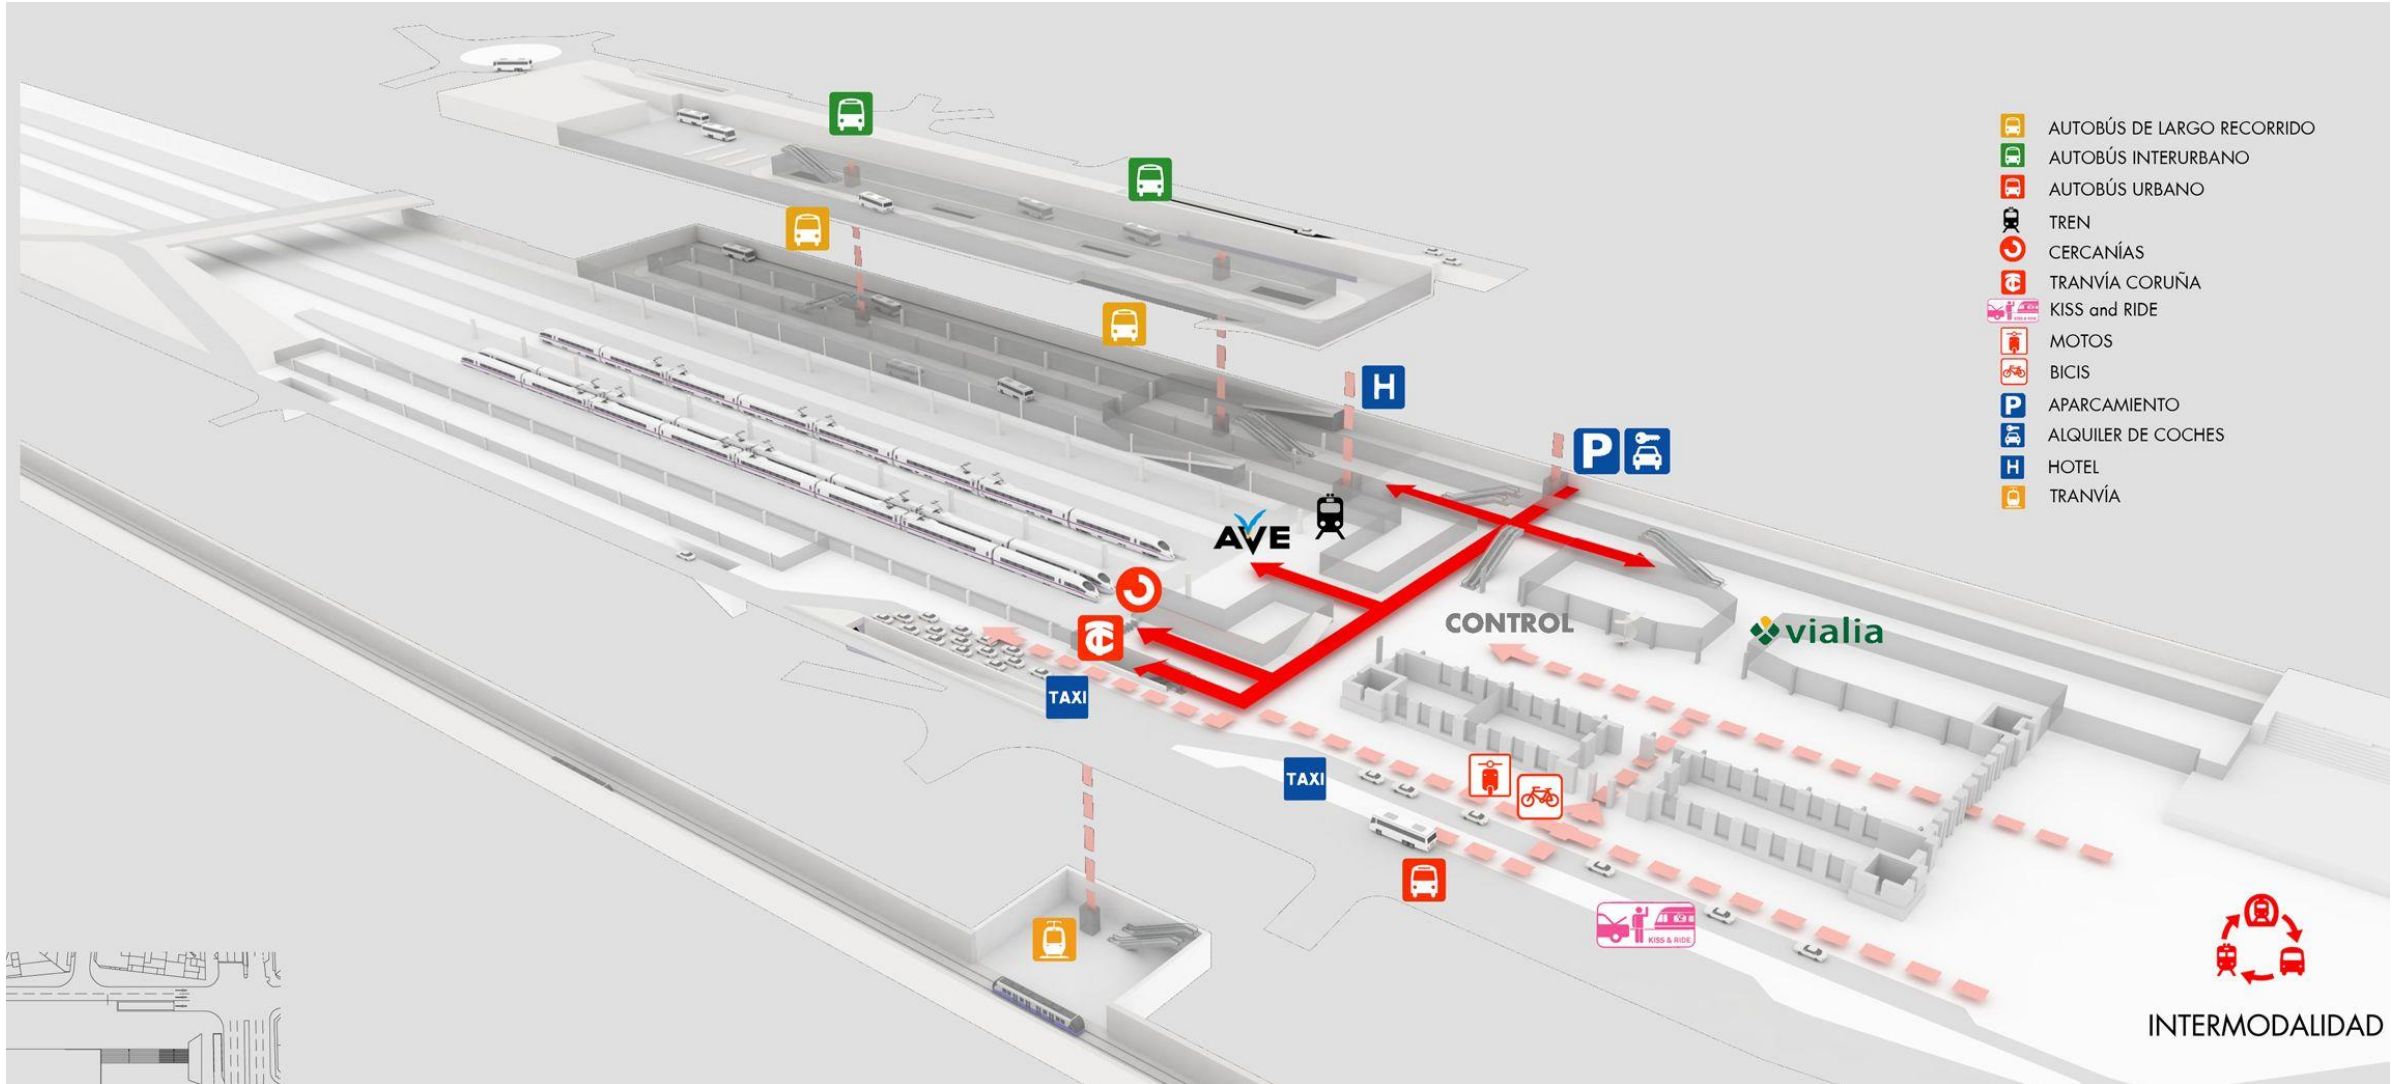 AUTOBÚS DE LARGO RECORRIDO
AUTOBÚS INTERURBANO
AUTOBÚS URBANO
TREN
CERCANÍAS
TRANVÍA CORUÑA
KISS and RIDE
MOTOS
BICIS
P
APARCAMIENTO
ALQUILER DE COCHES
H
HOTEL
TRANVÍA
H
P
AVE
CONTROL
vialia
TAXI
TAXI
KISS & RIDE
INTERMODALIDAD